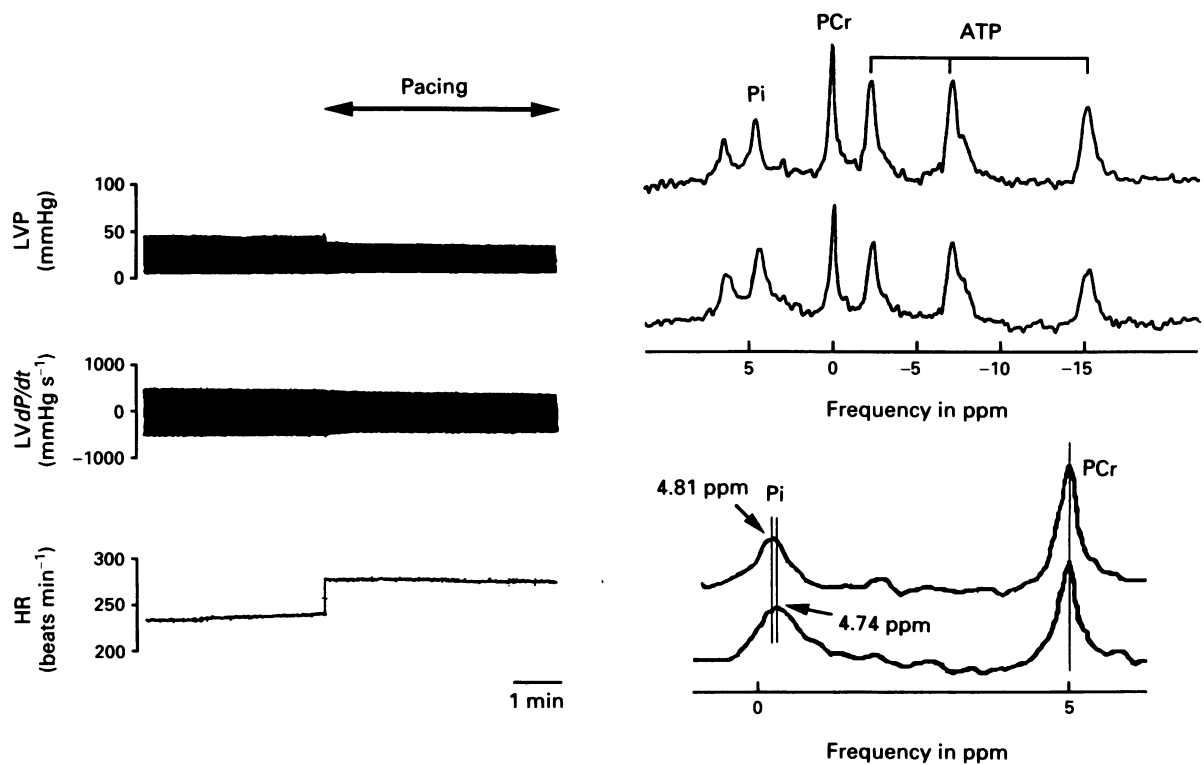 Pacing
LVP
(mmHg)
100
50
0
LV dP/dt
(mmHg s⁻¹)
1000
0
−1000
HR
(beats min⁻¹)
300
250
200
1 min
PCr
ATP
Pi
5 0 −5 −10 −15
Frequency in ppm
4.81 ppm
Pi
PCr
4.74 ppm
0 5
Frequency in ppm